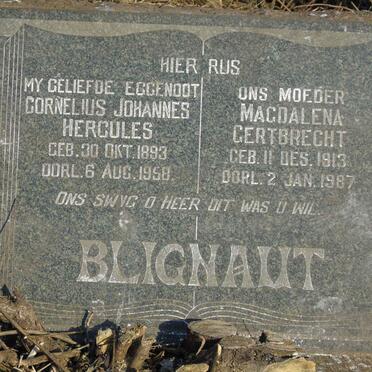 HIER RUS
MY GELIEFDE EGGENOOT
CORNELIUS JOHANNES
HERCULES
GEB. 30 OKT. 1893
OORL. 6 AUG. 1958.
ONS MOEDER
MAGDALENA
GERTBRECHT
GEB. 11 DES. 1913
OORL. 2 JAN. 1987
ONS SWYG O HEER DIT WAS U WIL.
BLIGNAUT